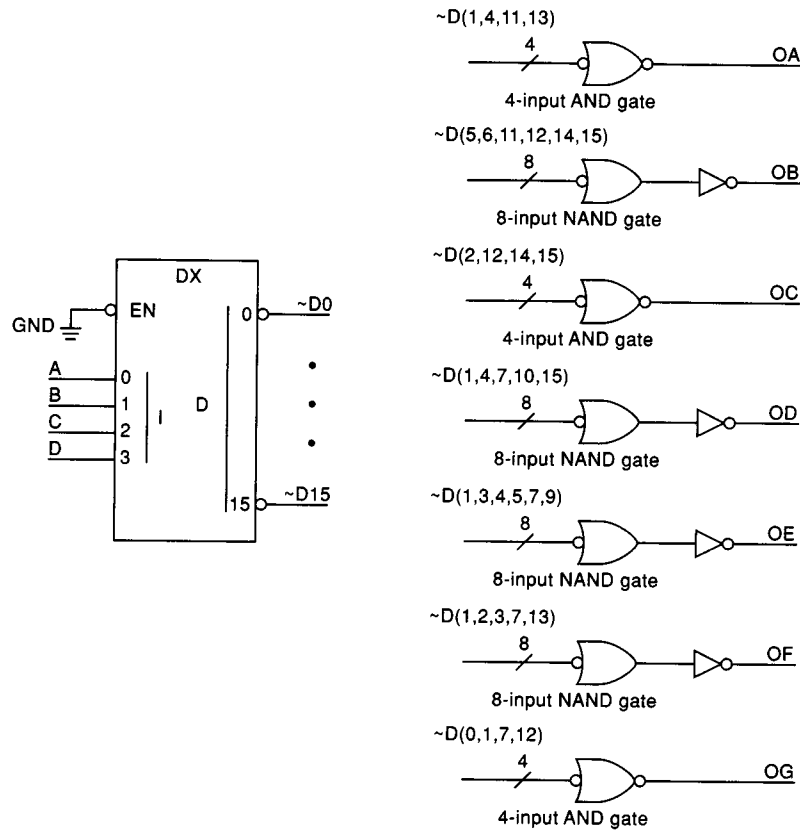 DX
EN
GND
A
B
C
D
0
1
2
3
I
D
0
15
~D0
~D15
~D(1,4,11,13)
4
OA
4-input AND gate
~D(5,6,11,12,14,15)
8
OB
8-input NAND gate
~D(2,12,14,15)
4
OC
4-input AND gate
~D(1,4,7,10,15)
8
OD
8-input NAND gate
~D(1,3,4,5,7,9)
8
OE
8-input NAND gate
~D(1,2,3,7,13)
8
OF
8-input NAND gate
~D(0,1,7,12)
4
OG
4-input AND gate